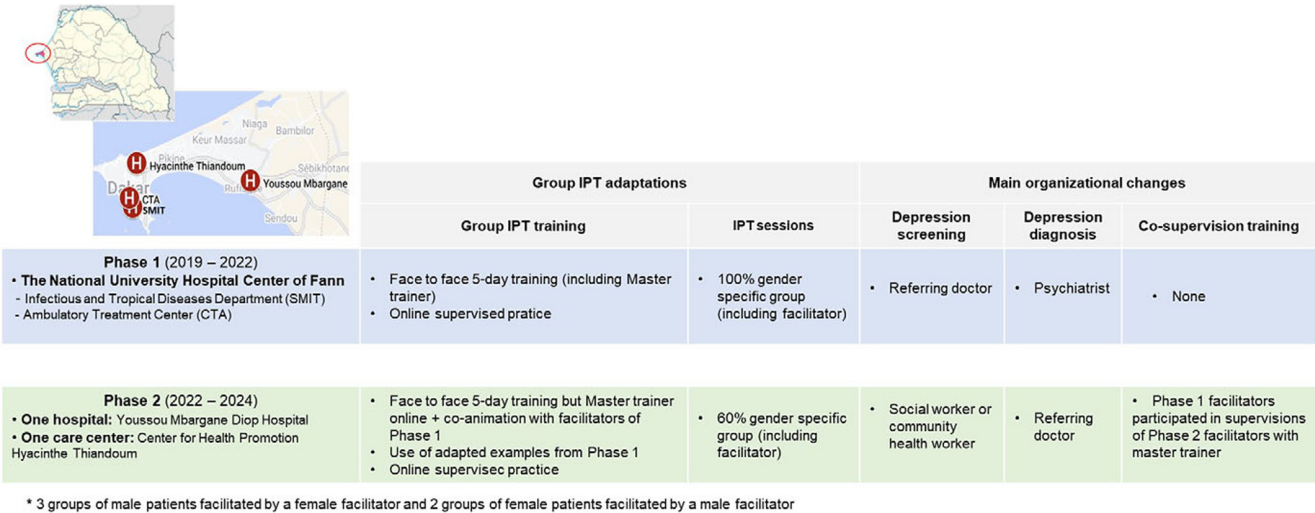 Niaga
Bambilor
Keur Massar
Pikine
H Hyacinthe Thiandoum
Sébikhotane
H Youssou Mbargane
Dakar
H CTA
H SMIT
Sendou
Group IPT adaptations
Main organizational changes
Group IPT training
IPT sessions
Depression
screening
Depression
diagnosis
Co-supervision training
Phase 1 (2019 – 2022)
• The National University Hospital Center of Fann
- Infectious and Tropical Diseases Department (SMIT)
- Ambulatory Treatment Center (CTA)
• Face to face 5-day training (including Master
trainer)
• Online supervised pratice
• 100% gender
specific group
(including facilitator)
• Referring doctor
• Psychiatrist
• None
Phase 2 (2022 – 2024)
• One hospital: Youssou Mbargane Diop Hospital
• One care center: Center for Health Promotion
Hyacinthe Thiandoum
• Face to face 5-day training but Master trainer
online + co-animation with facilitators of
Phase 1
• Use of adapted examples from Phase 1
• Online supervisec practice
• 60% gender specific
group (including
facilitator)
• Social worker or
community
health worker
• Referring
doctor
• Phase 1 facilitators
participated in supervisions
of Phase 2 facilitators with
master trainer
* 3 groups of male patients facilitated by a female facilitator and 2 groups of female patients facilitated by a male facilitator